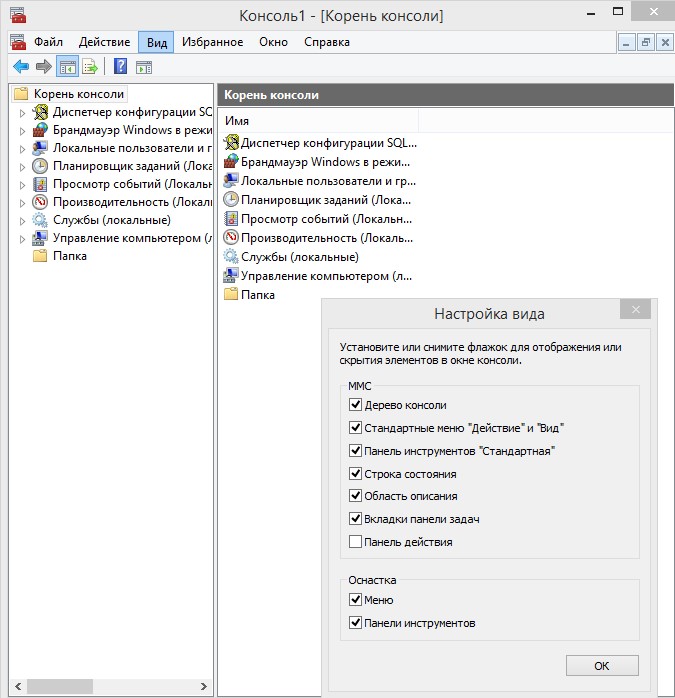 Консоль1 - [Корень консоли]
Файл Действие Вид Избранное Окно Справка
Корень консоли
Диспетчер конфигурации SQ
Брандмауэр Windows в режи
Локальные пользователи и г
Планировщик заданий (Лока
Просмотр событий (Локальн
Производительность (Локаль
Службы (локальные)
Управление компьютером (л
Папка
Корень консоли
Имя
Диспетчер конфигурации SQL...
Брандмауэр Windows в режи...
Локальные пользователи и гр...
Планировщик заданий (Лока...
Просмотр событий (Локальн...
Производительность (Локаль...
Службы (локальные)
Управление компьютером (л...
Папка
Настройка вида
Установите или снимите флажок для отображения или
скрытия элементов в окне консоли.
MMC
Дерево консоли
Стандартные меню "Действие" и "Вид"
Панель инструментов "Стандартная"
Строка состояния
Область описания
Вкладки панели задач
Панель действия
Оснастка
Меню
Панели инструментов
ОК